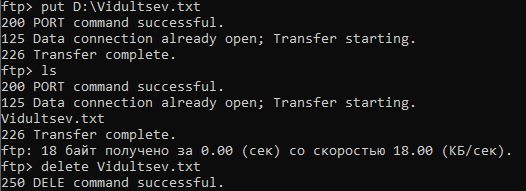 ftp> put D:\Vidultsev.txt
200 PORT command successful.
125 Data connection already open; Transfer starting.
226 Transfer complete.
ftp> ls
200 PORT command successful.
125 Data connection already open; Transfer starting.
Vidultsev.txt
226 Transfer complete.
ftp: 18 байт получено за 0.00 (сек) со скоростью 18.00 (КБ/сек).
ftp> delete Vidultsev.txt
250 DELE command successful.